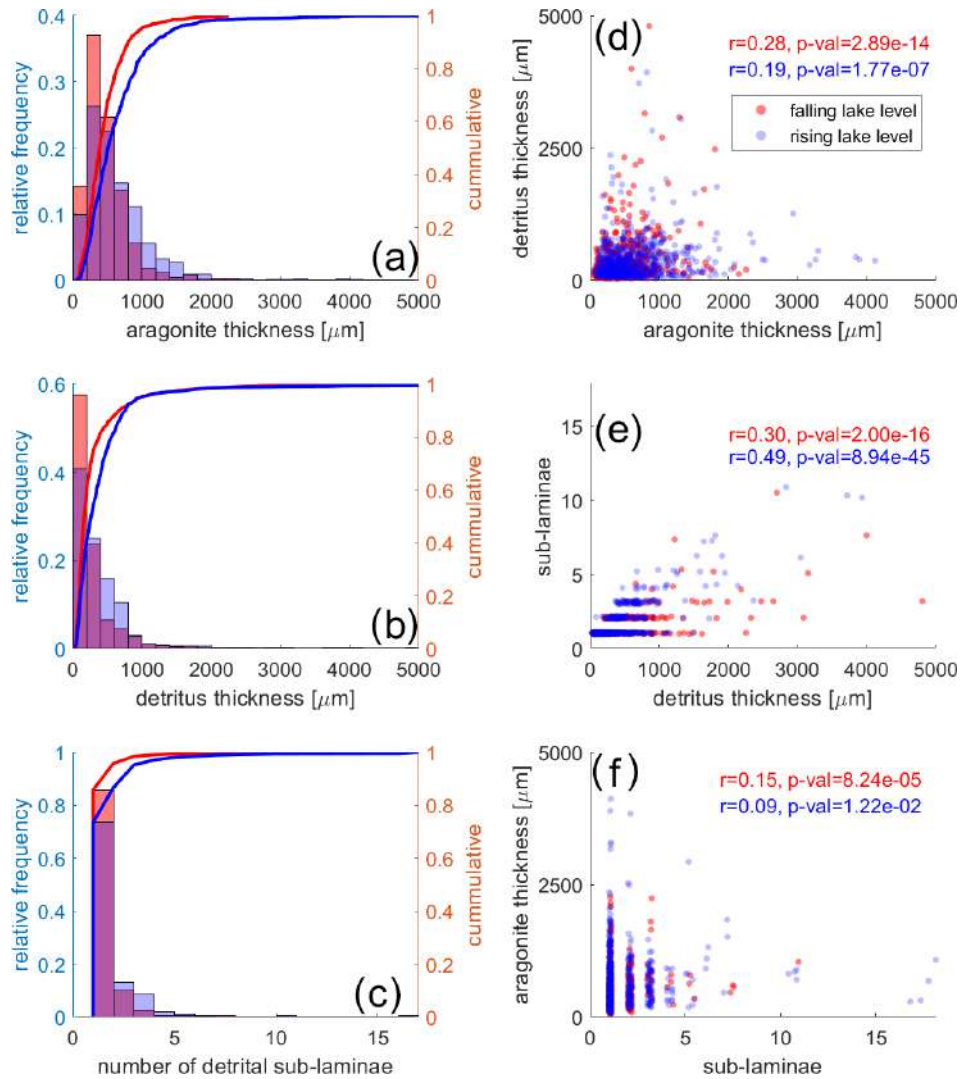 0.4
0.3
0.2
0.1
0
relative frequency
1
0.8
0.6
0.4
0.2
0
cummulative
(a)
0 1000 2000 3000 4000 5000
aragonite thickness [μm]
5000
2500
0
detritus thickness [μm]
(d)
r=0.28, p-val=2.89e-14
r=0.19, p-val=1.77e-07
falling lake level
rising lake level
0 1000 2000 3000 4000 5000
aragonite thickness [μm]
0.6
0.4
0.2
0
relative frequency
1
0.8
0.6
0.4
0.2
0
cummulative
(b)
0 1000 2000 3000 4000 5000
detritus thickness [μm]
15
10
5
0
sub-laminae
(e)
r=0.30, p-val=2.00e-16
r=0.49, p-val=8.94e-45
0 1000 2000 3000 4000 5000
detritus thickness [μm]
1
0.8
0.6
0.4
0.2
0
relative frequency
1
0.8
0.6
0.4
0.2
0
cummulative
(c)
0 5 10 15
number of detrital sub-laminae
5000
2500
0
aragonite thickness [μm]
(f)
r=0.15, p-val=8.24e-05
r=0.09, p-val=1.22e-02
0 5 10 15
sub-laminae